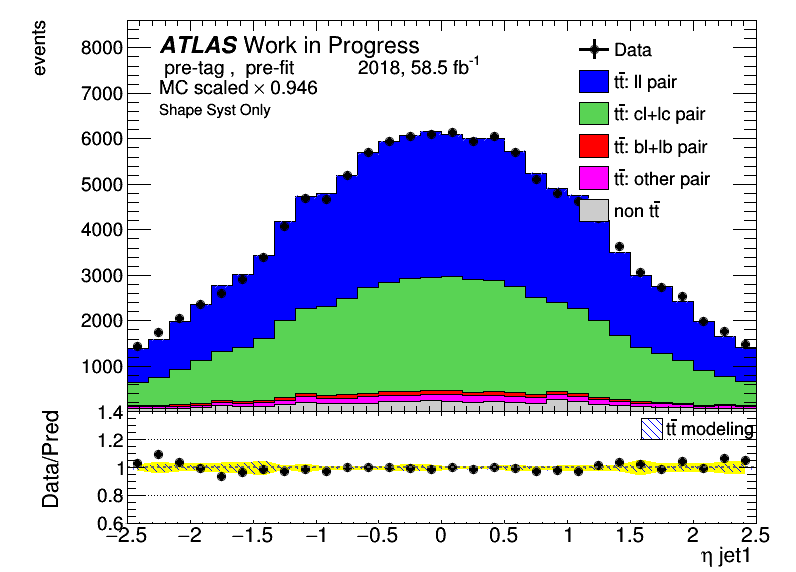 events
8000
7000
6000
5000
4000
3000
2000
1000
ATLAS Work in Progress
pre-tag , pre-fit 2018, 58.5 fb⁻¹
MC scaled × 0.946
Shape Syst Only
Data
tt̄: ll pair
tt̄: cl+lc pair
tt̄: bl+lb pair
tt̄: other pair
non tt̄
Data/Pred
1.4
1.2
1
0.8
0.6
tt̄ modeling
−2.5 −2 −1.5 −1 −0.5 0 0.5 1 1.5 2 2.5
η jet1